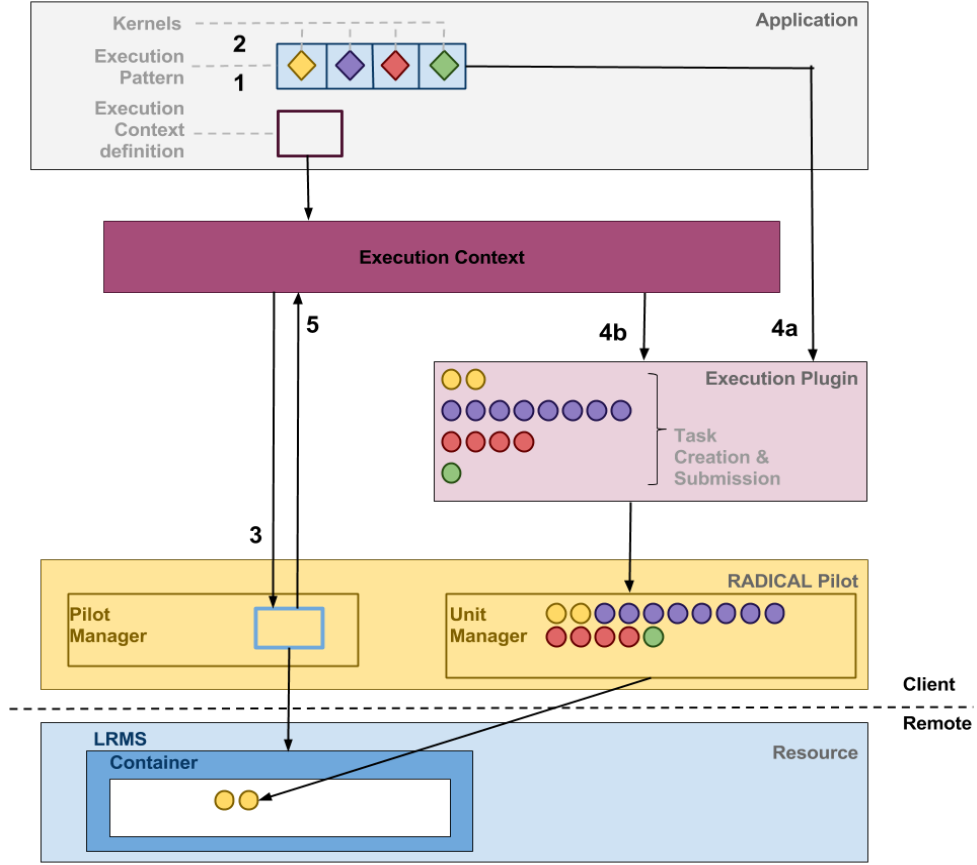 Application
Kernels
2
Execution
Pattern
1
Execution
Context
definition
Execution Context
5
4b
4a
Execution Plugin
Task
Creation &
Submission
3
RADICAL Pilot
Pilot
Manager
Unit
Manager
Client
Remote
LRMS
Container
Resource